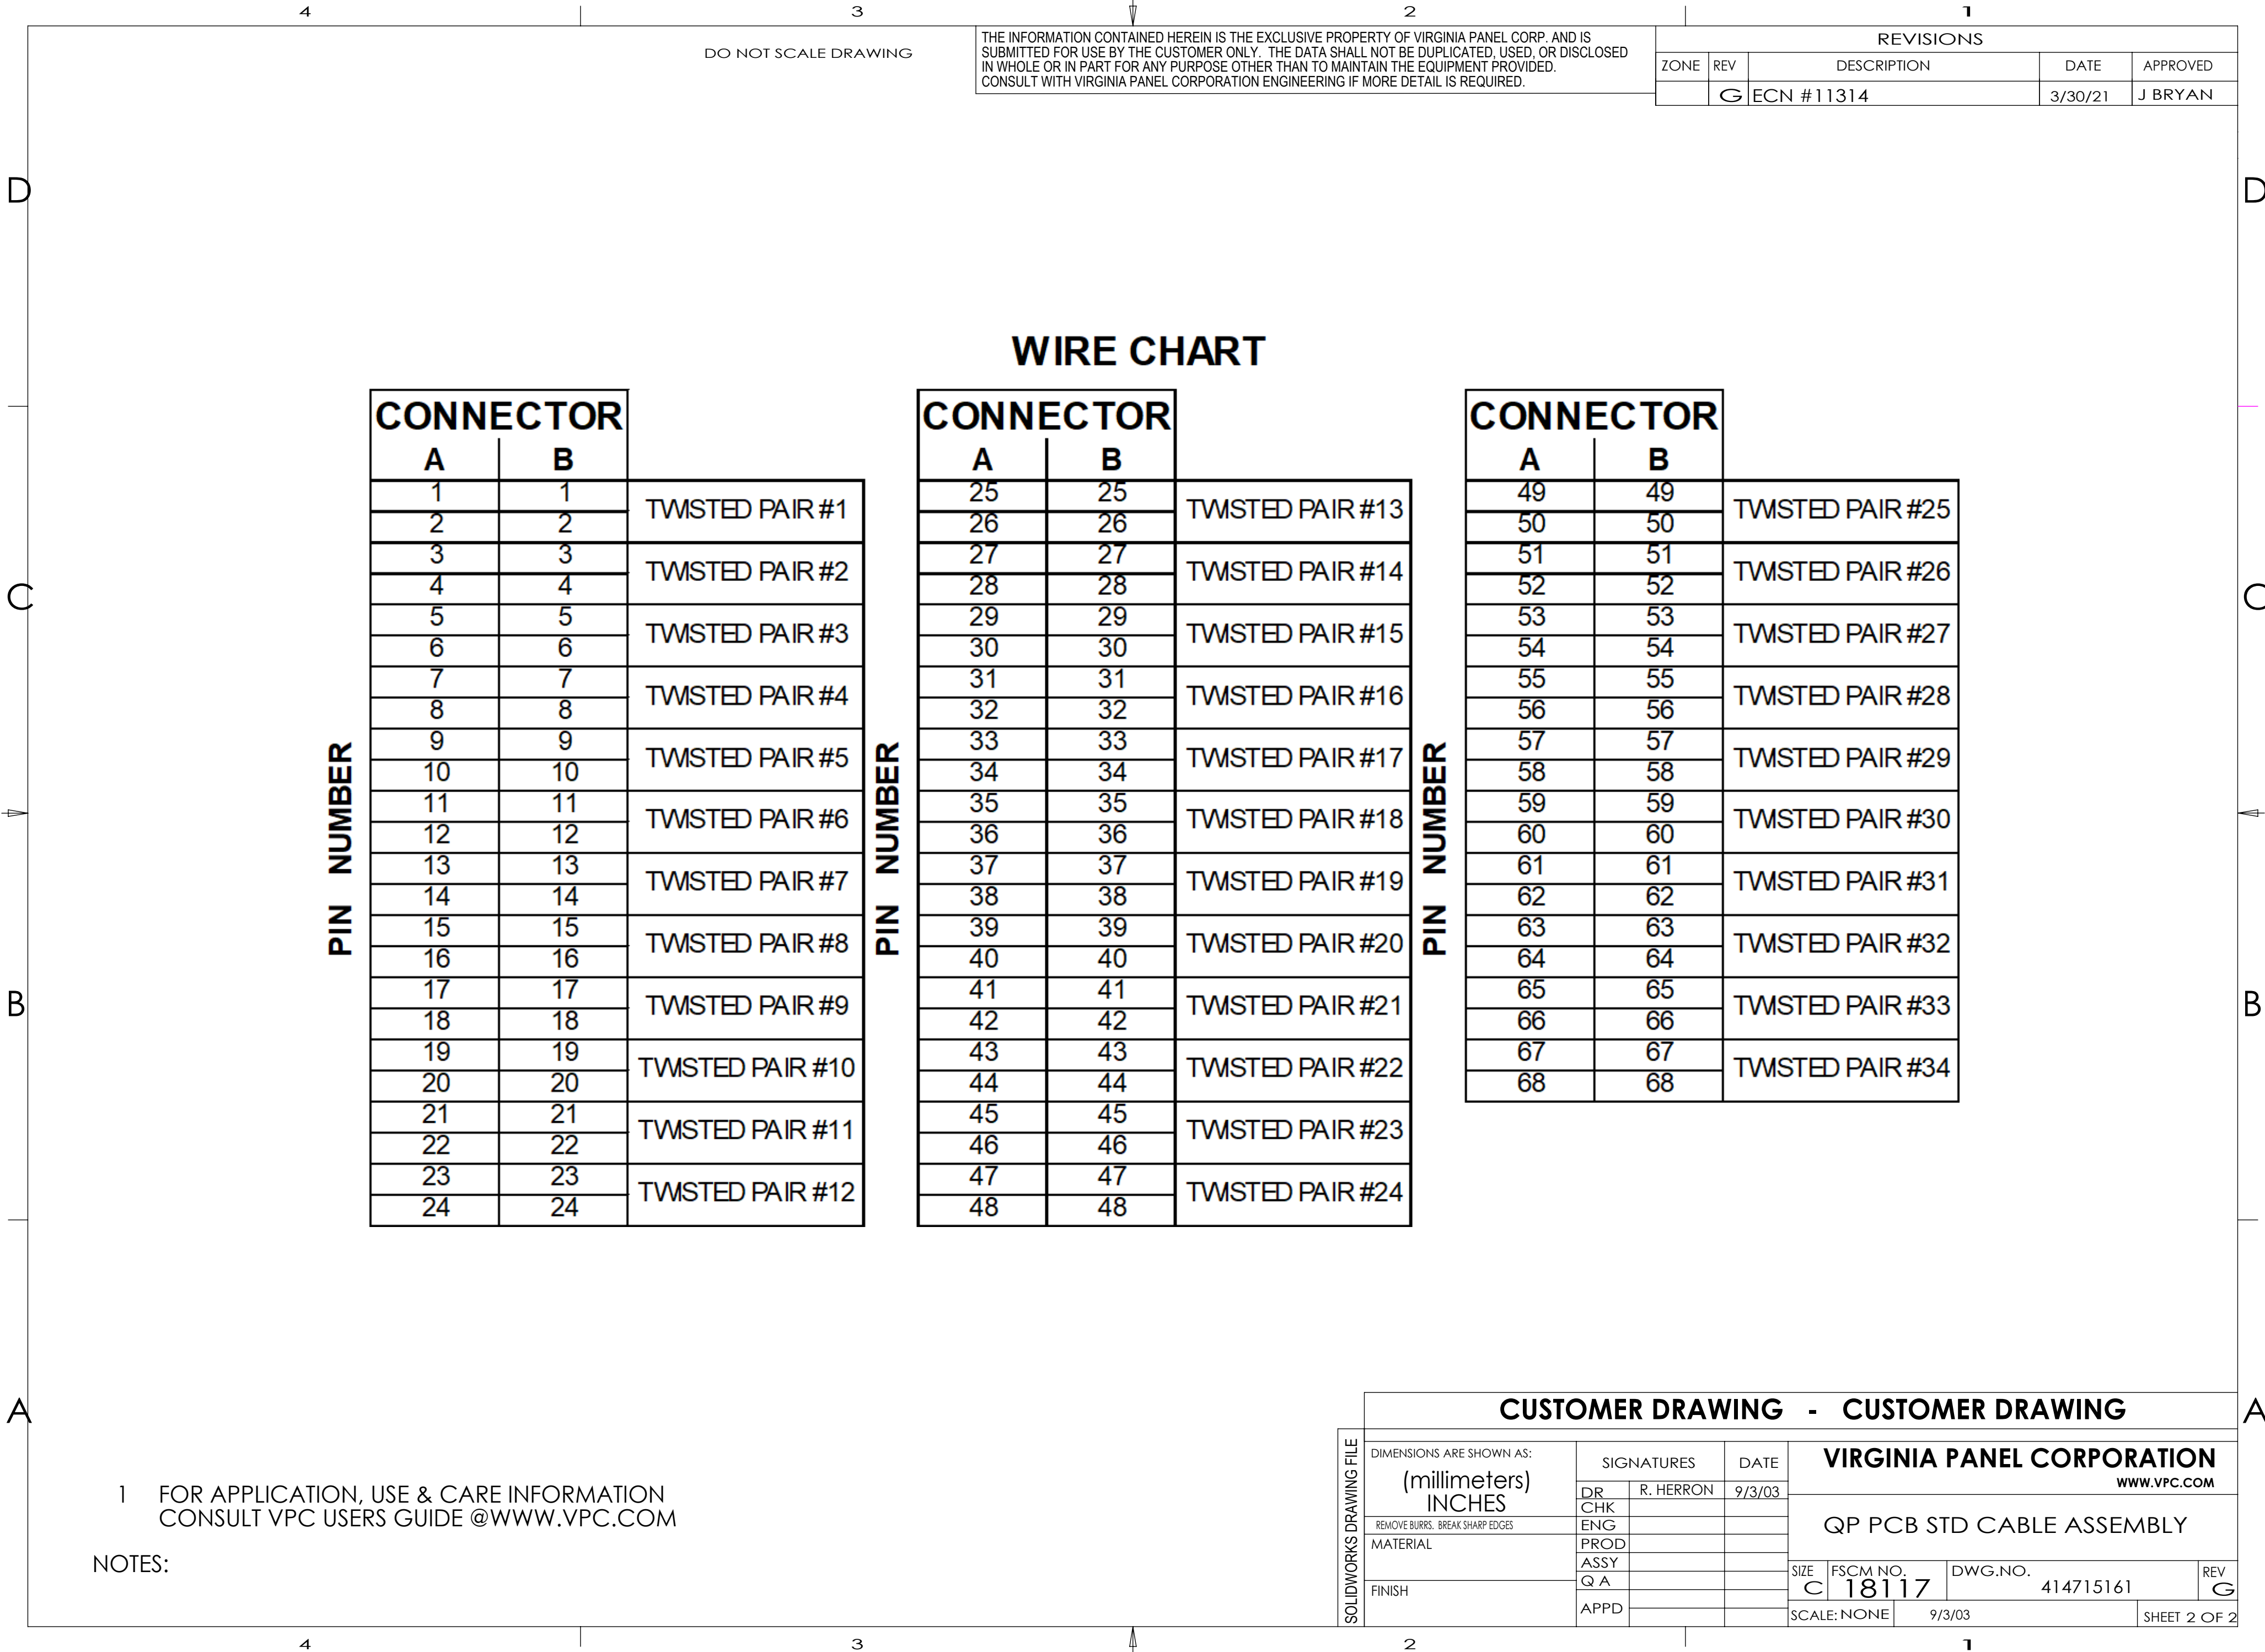 4 3 2 1
DO NOT SCALE DRAWING
THE INFORMATION CONTAINED HEREIN IS THE EXCLUSIVE PROPERTY OF VIRGINIA PANEL CORP. AND IS
SUBMITTED FOR USE BY THE CUSTOMER ONLY. THE DATA SHALL NOT BE DUPLICATED, USED, OR DISCLOSED
IN WHOLE OR IN PART FOR ANY PURPOSE OTHER THAN TO MAINTAIN THE EQUIPMENT PROVIDED.
CONSULT WITH VIRGINIA PANEL CORPORATION ENGINEERING IF MORE DETAIL IS REQUIRED.
REVISIONS
ZONE REV DESCRIPTION DATE APPROVED
G ECN #11314 3/30/21 J BRYAN
D D
C C
B B
A A
WIRE CHART
PIN NUMBER
CONNECTOR
A B
1 1 TWISTED PAIR #1
2 2
3 3 TWISTED PAIR #2
4 4
5 5 TWISTED PAIR #3
6 6
7 7 TWISTED PAIR #4
8 8
9 9 TWISTED PAIR #5
10 10
11 11 TWISTED PAIR #6
12 12
13 13 TWISTED PAIR #7
14 14
15 15 TWISTED PAIR #8
16 16
17 17 TWISTED PAIR #9
18 18
19 19 TWISTED PAIR #10
20 20
21 21 TWISTED PAIR #11
22 22
23 23 TWISTED PAIR #12
24 24
PIN NUMBER
CONNECTOR
A B
25 25 TWISTED PAIR #13
26 26
27 27 TWISTED PAIR #14
28 28
29 29 TWISTED PAIR #15
30 30
31 31 TWISTED PAIR #16
32 32
33 33 TWISTED PAIR #17
34 34
35 35 TWISTED PAIR #18
36 36
37 37 TWISTED PAIR #19
38 38
39 39 TWISTED PAIR #20
40 40
41 41 TWISTED PAIR #21
42 42
43 43 TWISTED PAIR #22
44 44
45 45 TWISTED PAIR #23
46 46
47 47 TWISTED PAIR #24
48 48
PIN NUMBER
CONNECTOR
A B
49 49 TWISTED PAIR #25
50 50
51 51 TWISTED PAIR #26
52 52
53 53 TWISTED PAIR #27
54 54
55 55 TWISTED PAIR #28
56 56
57 57 TWISTED PAIR #29
58 58
59 59 TWISTED PAIR #30
60 60
61 61 TWISTED PAIR #31
62 62
63 63 TWISTED PAIR #32
64 64
65 65 TWISTED PAIR #33
66 66
67 67 TWISTED PAIR #34
68 68
1 FOR APPLICATION, USE & CARE INFORMATION
CONSULT VPC USERS GUIDE @WWW.VPC.COM
NOTES:
CUSTOMER DRAWING - CUSTOMER DRAWING
SOLIDWORKS DRAWING FILE
DIMENSIONS ARE SHOWN AS:
(millimeters)
INCHES
REMOVE BURRS. BREAK SHARP EDGES
MATERIAL
FINISH
SIGNATURES DATE
DR R. HERRON 9/3/03
CHK
ENG
PROD
ASSY
Q A
APPD
VIRGINIA PANEL CORPORATION
WWW.VPC.COM
QP PCB STD CABLE ASSEMBLY
SIZE FSCM NO. DWG.NO. REV
C 18117 414715161 G
SCALE: NONE 9/3/03 SHEET 2 OF 2
4 3 2 1